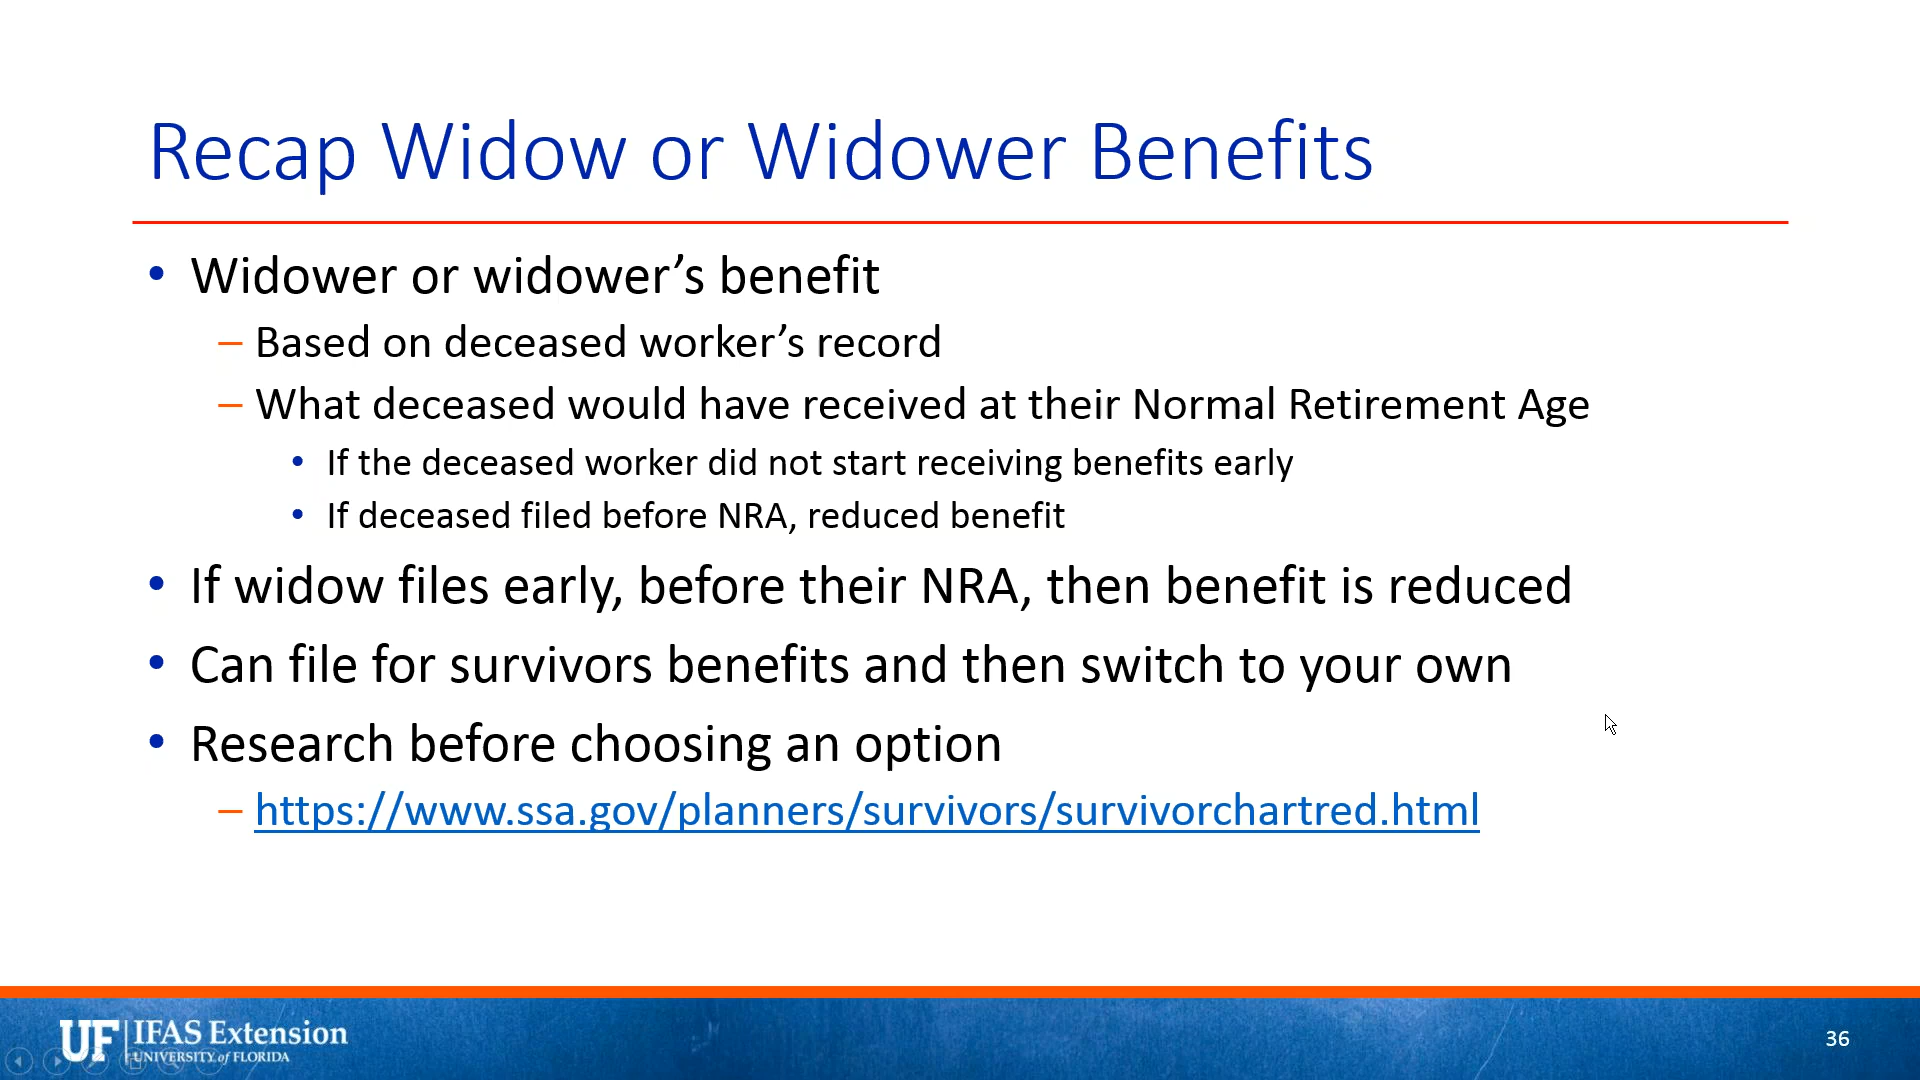 Recap Widow or Widower Benefits
• Widower or widower’s benefit
– Based on deceased worker’s record
– What deceased would have received at their Normal Retirement Age
• If the deceased worker did not start receiving benefits early
• If deceased filed before NRA, reduced benefit
• If widow files early, before their NRA, then benefit is reduced
• Can file for survivors benefits and then switch to your own
• Research before choosing an option
– https://www.ssa.gov/planners/survivors/survivorchartred.html
UF IFAS Extension
UNIVERSITY of FLORIDA
36